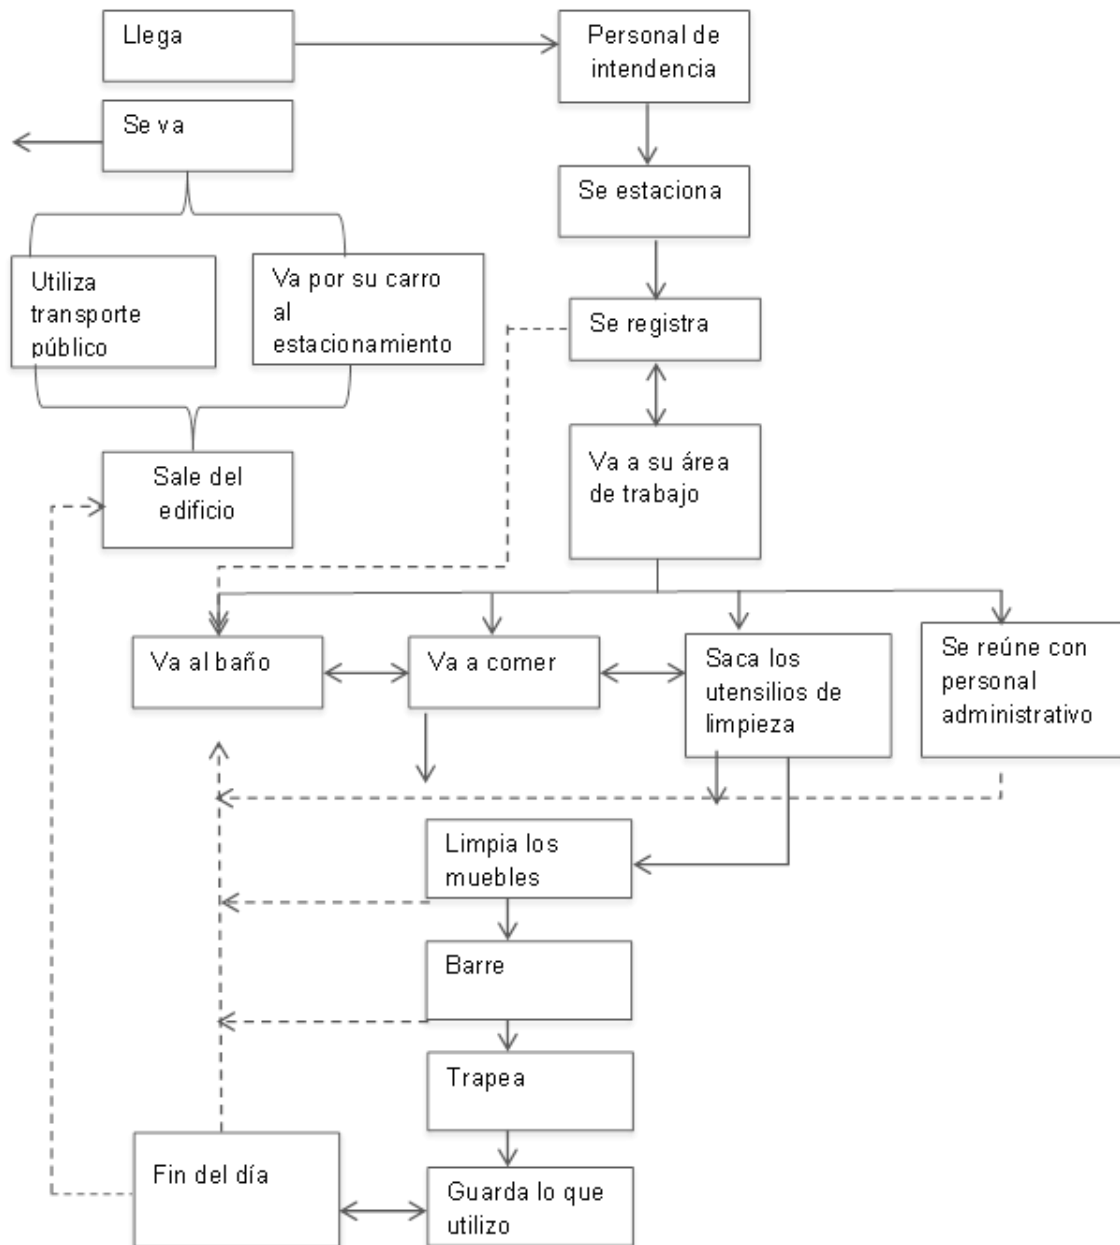 Llega
Personal de
intendencia
Se va
Se estaciona
Utiliza
transporte
público
Va por su carro
al
estacionamiento
Se registra
Va a su área
de trabajo
Sale del
edificio
Va al baño
Va a comer
Saca los
utensilios de
limpieza
Se reúne con
personal
administrativo
Limpia los
muebles
Barre
Trapea
Fin del día
Guarda lo que
utilizo